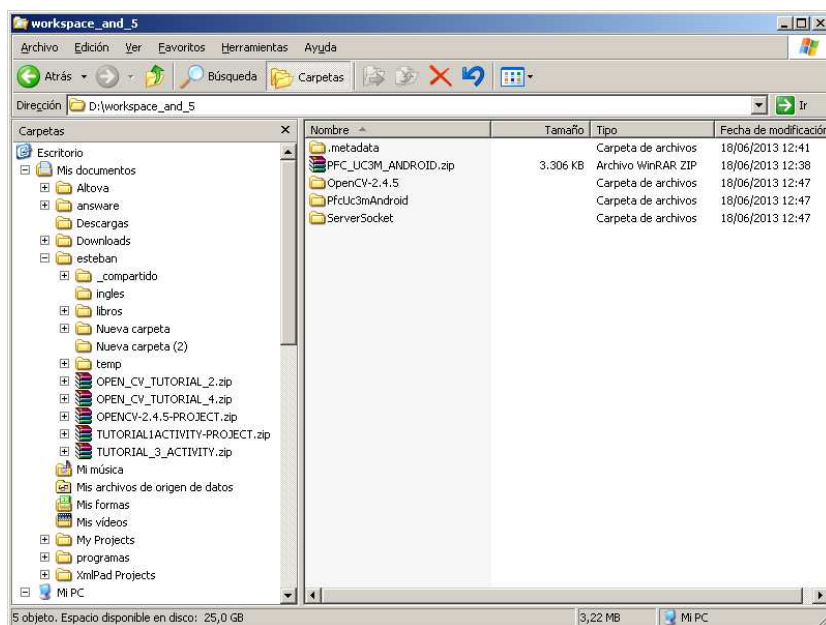 workspace_and_5
Archivo Edición Ver Favoritos Herramientas Ayuda
Atrás Búsqueda Carpetas
Dirección D:\workspace_and_5 Ir
Carpetas
Escritorio
Mis documentos
Altova
answare
Descargas
Downloads
esteban
_compartido
ingles
libros
Nueva carpeta
Nueva carpeta (2)
temp
OPEN_CV_TUTORIAL_2.zip
OPEN_CV_TUTORIAL_4.zip
OPENCV-2.4.5-PROJECT.zip
TUTORIAL1ACTIVITY-PROJECT.zip
TUTORIAL_3_ACTIVITY.zip
Mi música
Mis archivos de origen de datos
Mis formas
Mis vídeos
My Projects
programas
XmlPad Projects
Mi PC
Nombre Tamaño Tipo Fecha de modificación
.metadata Carpeta de archivos 18/06/2013 12:41
PFC_UC3M_ANDROID.zip 3.306 KB Archivo WinRAR ZIP 18/06/2013 12:38
OpenCV-2.4.5 Carpeta de archivos 18/06/2013 12:47
PfcUc3mAndroid Carpeta de archivos 18/06/2013 12:47
ServerSocket Carpeta de archivos 18/06/2013 12:47
5 objeto. Espacio disponible en disco: 25,0 GB 3,22 MB Mi PC